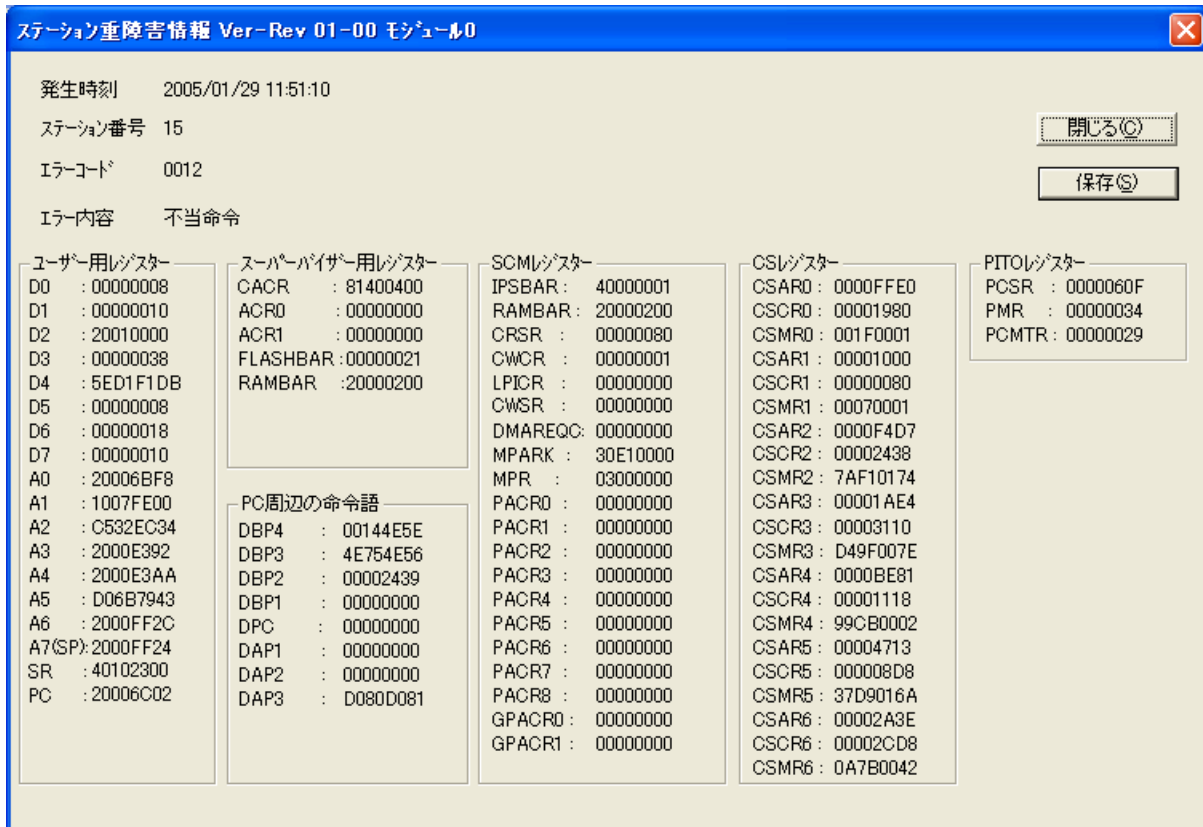 ステーション重障害情報 Ver-Rev 01-00 モジュール0
発生時刻 2005/01/29 11:51:10
ステーション番号 15
エラーコード 0012
エラー内容 不当命令
閉じる(C)
保存(S)
ユーザー用レジスター
D0 : 00000008
D1 : 00000010
D2 : 20010000
D3 : 00000038
D4 : 5ED1F1DB
D5 : 00000008
D6 : 00000018
D7 : 00000010
A0 : 20006BF8
A1 : 1007FE00
A2 : C532EC34
A3 : 2000E392
A4 : 2000E3AA
A5 : D06B7943
A6 : 2000FF2C
A7(SP): 2000FF24
SR : 40102300
PC : 20006C02
スーパーバイザー用レジスター
CACR : 81400400
ACR0 : 00000000
ACR1 : 00000000
FLASHBAR : 00000021
RAMBAR :20000200
PC周辺の命令語
DBP4 : 00144E5E
DBP3 : 4E754E56
DBP2 : 00002439
DBP1 : 00000000
DPC : 00000000
DAP1 : 00000000
DAP2 : 00000000
DAP3 : D080D081
SCMレジスター
IPSBAR : 40000001
RAMBAR : 20000200
CRSR : 00000080
CWCR : 00000001
LPICR : 00000000
CWSR : 00000000
DMAREQC: 00000000
MPARK : 30E10000
MPR : 03000000
PACR0 : 00000000
PACR1 : 00000000
PACR2 : 00000000
PACR3 : 00000000
PACR4 : 00000000
PACR5 : 00000000
PACR6 : 00000000
PACR7 : 00000000
PACR8 : 00000000
GPACR0 : 00000000
GPACR1 : 00000000
CSレジスター
CSAR0 : 0000FFE0
CSCR0 : 00001980
CSMR0 : 001F0001
CSAR1 : 00001000
CSCR1 : 00000080
CSMR1 : 00070001
CSAR2 : 0000F4D7
CSCR2 : 00002438
CSMR2 : 7AF10174
CSAR3 : 00001AE4
CSCR3 : 00003110
CSMR3 : D49F007E
CSAR4 : 0000BE81
CSCR4 : 00001118
CSMR4 : 99CB0002
CSAR5 : 00004713
CSCR5 : 000008D8
CSMR5 : 37D9016A
CSAR6 : 00002A3E
CSCR6 : 00002CD8
CSMR6 : 0A7B0042
PIT0レジスター
PCSR : 0000060F
PMR : 00000034
PCMTR : 00000029